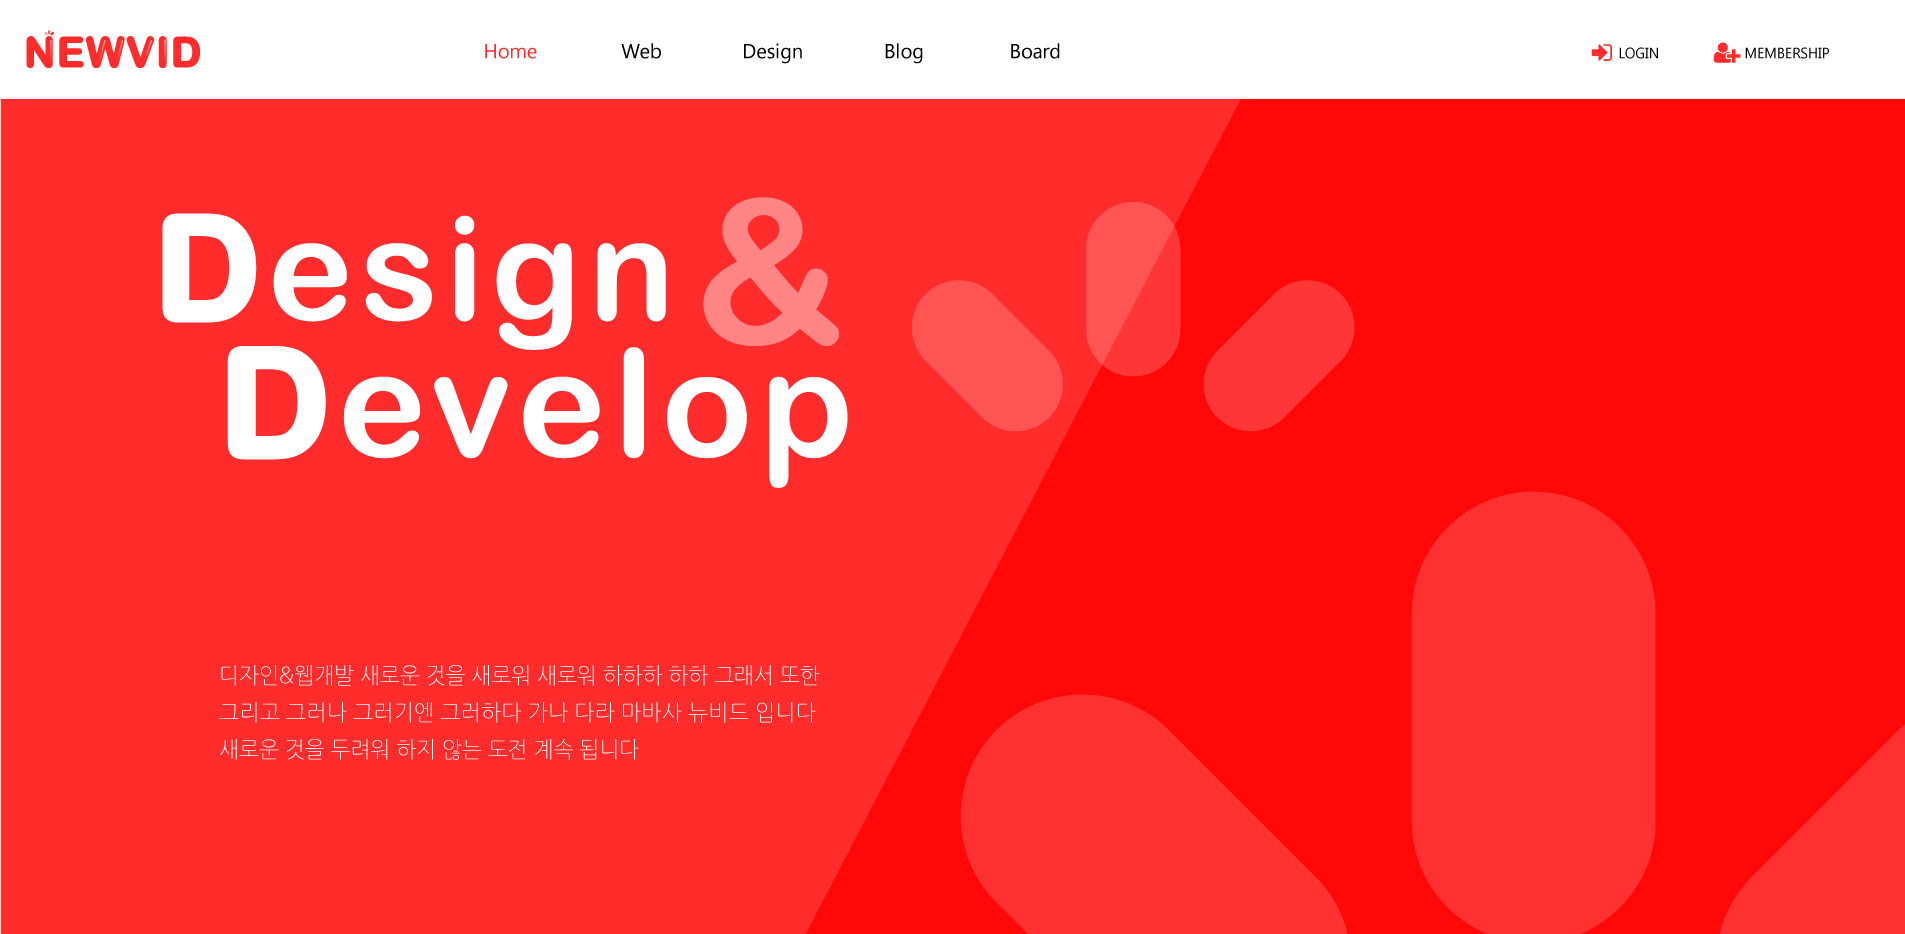 NEWVID
Home Web Design Blog Board
LOGIN MEMBERSHIP
Design &
Develop
디자인&웹개발 새로운 것을 새로워 새로워 하하하 하하 그래서 또한
그리고 그러나 그러기엔 그러하다 가나 다라 마바사 뉴비드 입니다
새로운 것을 두려워 하지 않는 도전 계속 됩니다